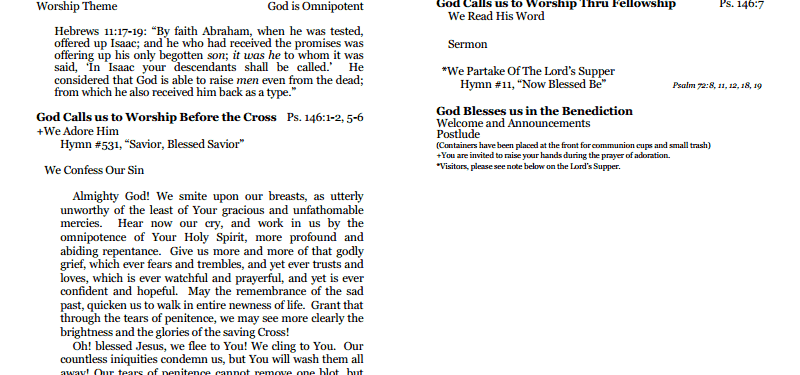 Worship Theme God is Omnipotent
Hebrews 11:17-19: “By faith Abraham, when he was tested,
offered up Isaac; and he who had received the promises was
offering up his only begotten son; it was he to whom it was
said, ‘In Isaac your descendants shall be called.’ He
considered that God is able to raise men even from the dead;
from which he also received him back as a type.”
God Calls us to Worship Before the Cross Ps. 146:1-2, 5-6
+We Adore Him
Hymn #531, “Savior, Blessed Savior”
We Confess Our Sin
Almighty God! We smite upon our breasts, as utterly
unworthy of the least of Your gracious and unfathomable
mercies. Hear now our cry, and work in us by the
omnipotence of Your Holy Spirit, more profound and
abiding repentance. Give us more and more of that godly
grief, which ever fears and trembles, and yet ever trusts and
loves, which is ever watchful and prayerful, and yet is ever
confident and hopeful. May the remembrance of the sad
past, quicken us to walk in entire newness of life. Grant that
through the tears of penitence, we may see more clearly the
brightness and the glories of the saving Cross!
Oh! blessed Jesus, we flee to You! We cling to You. Our
countless iniquities condemn us, but You will wash them all
away! Our tears of penitence cannot remove one blot, but
God Calls us to Worship Thru Fellowship Ps. 146:7
We Read His Word
Sermon
*We Partake Of The Lord’s Supper
Hymn #11, “Now Blessed Be” Psalm 72:8, 11, 12, 18, 19
God Blesses us in the Benediction
Welcome and Announcements
Postlude
(Containers have been placed at the front for communion cups and small trash)
+You are invited to raise your hands during the prayer of adoration.
*Visitors, please see note below on the Lord’s Supper.